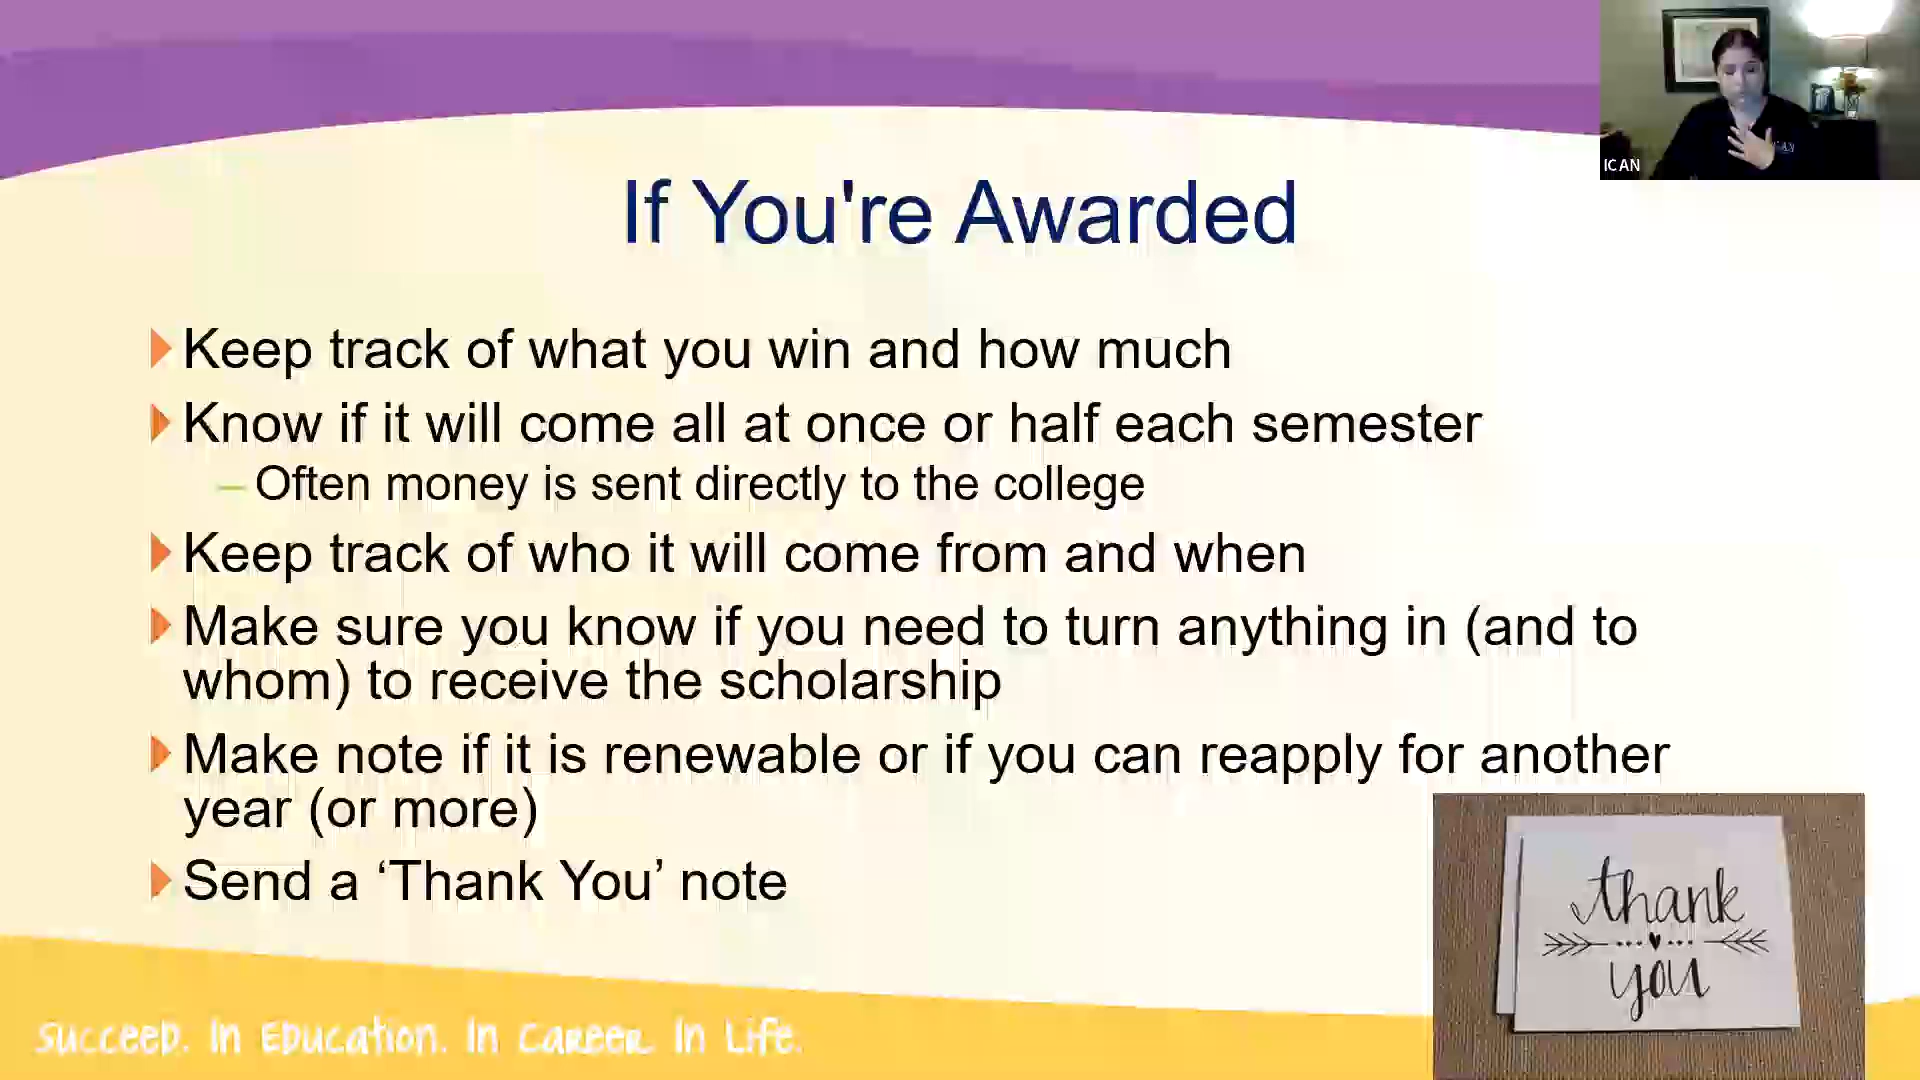 ICAN
If You're Awarded
Keep track of what you win and how much
Know if it will come all at once or half each semester
– Often money is sent directly to the college
Keep track of who it will come from and when
Make sure you know if you need to turn anything in (and to
whom) to receive the scholarship
Make note if it is renewable or if you can reapply for another
year (or more)
Send a ‘Thank You’ note
thank
you
Succeed. In Education. In Career. In Life.